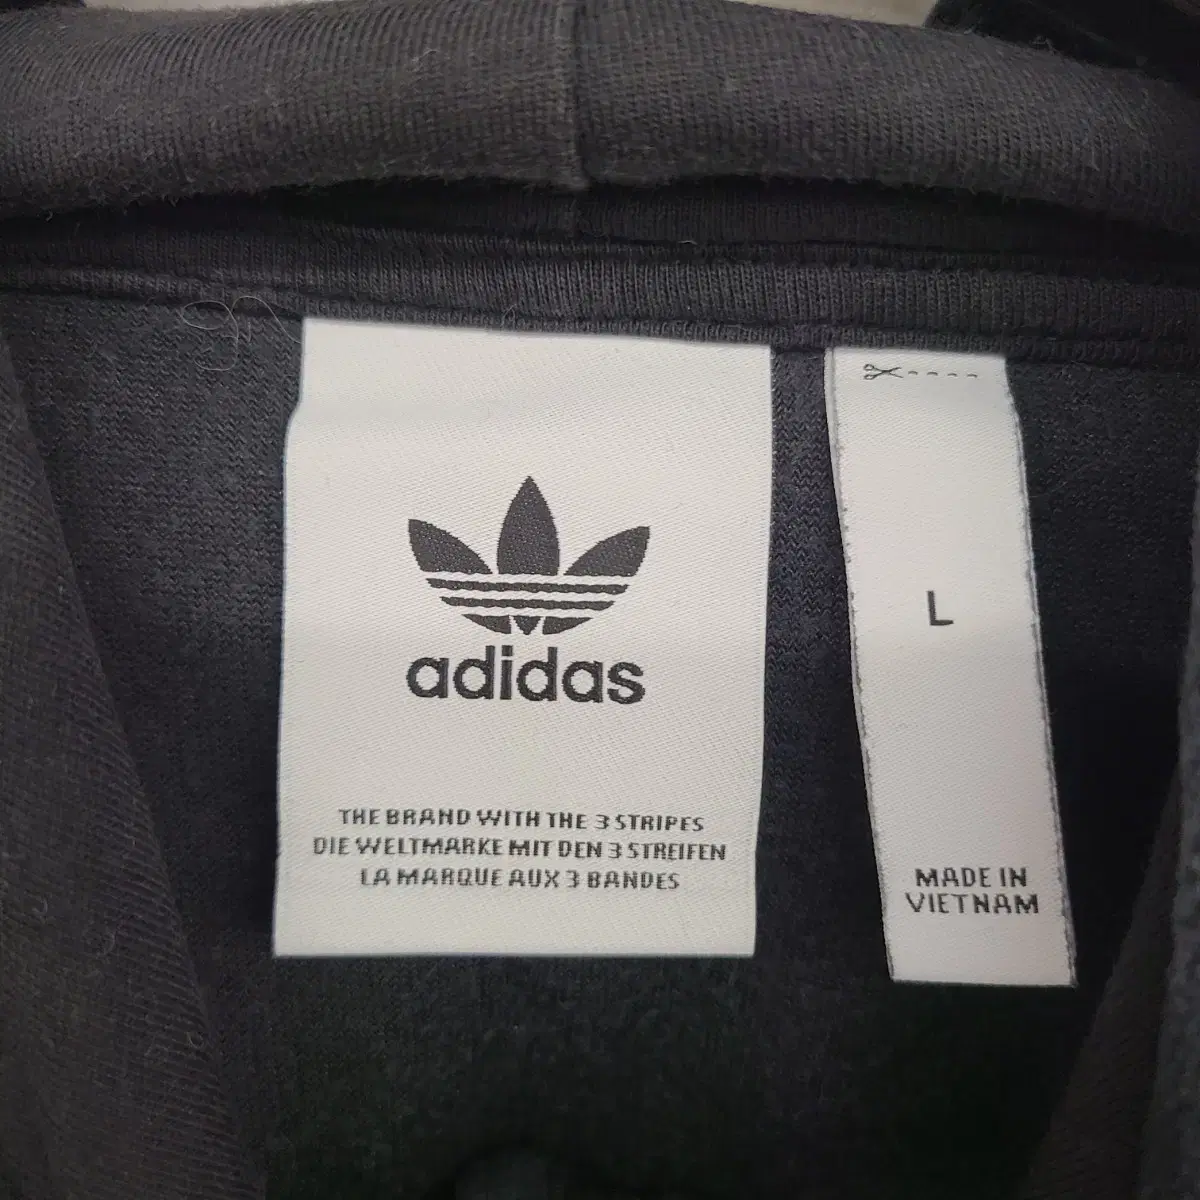 adidas
THE BRAND WITH THE 3 STRIPES
DIE WELTMARKE MIT DEN 3 STREIFEN
LA MARQUE AUX 3 BANDES
L
MADE IN
VIETNAM